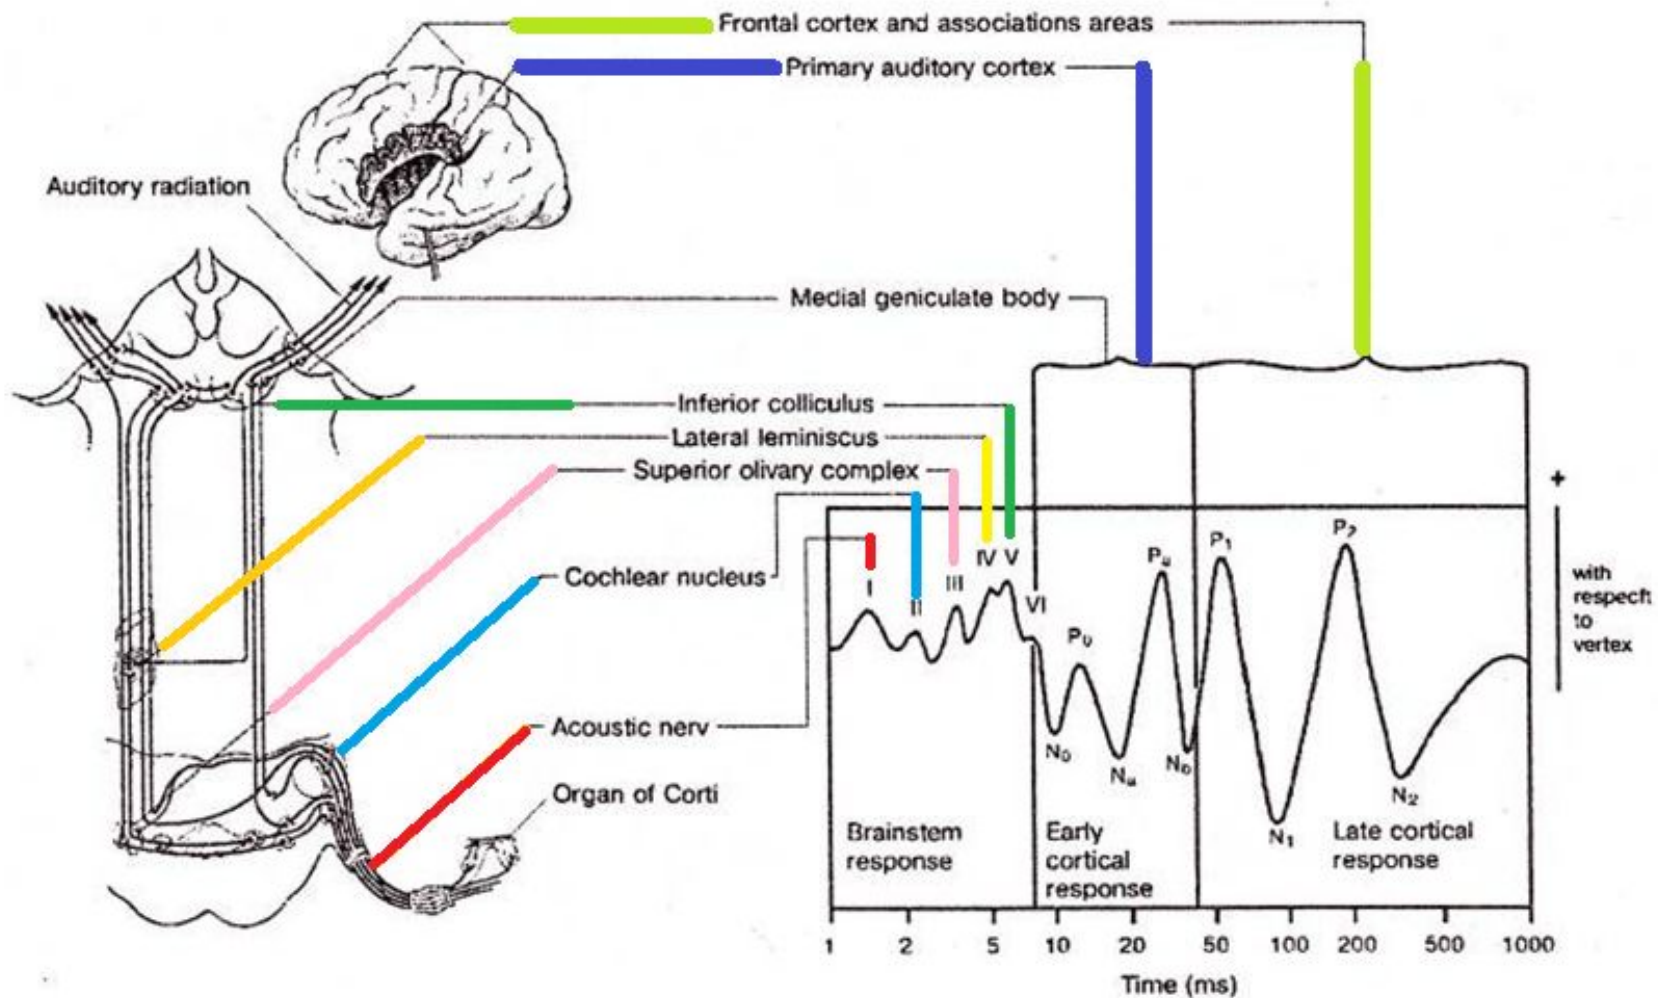 Frontal cortex and associations areas
Primary auditory cortex
Auditory radiation
Medial geniculate body
Inferior colliculus
Lateral leminiscus
Superior olivary complex
Cochlear nucleus
Acoustic nerv
Organ of Corti
I
II
III
IV
V
VI
P₀
Pₐ
P₁
P₂
N₀
Nₐ
N_b
N₁
N₂
+
with
respecft
to
vertex
Brainstem
response
Early
cortical
response
Late cortical
response
1 2 5 10 20 50 100 200 500 1000
Time (ms)